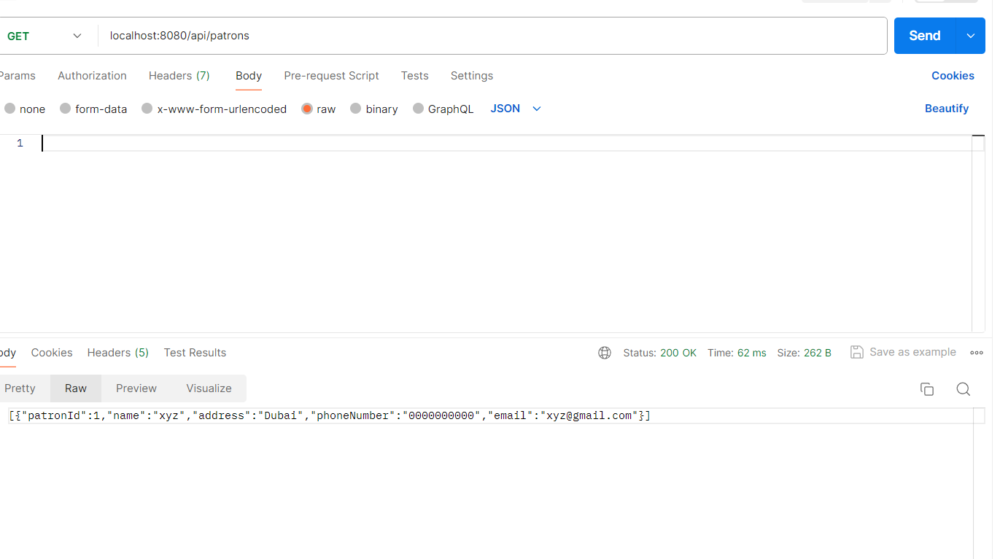 GET localhost:8080/api/patrons Send
Params Authorization Headers (7) Body Pre-request Script Tests Settings Cookies
none form-data x-www-form-urlencoded raw binary GraphQL JSON Beautify
1
ody Cookies Headers (5) Test Results Status: 200 OK Time: 62 ms Size: 262 B Save as example
Pretty Raw Preview Visualize
[{"patronId":1,"name":"xyz","address":"Dubai","phoneNumber":"0000000000","email":"xyz@gmail.com"}]